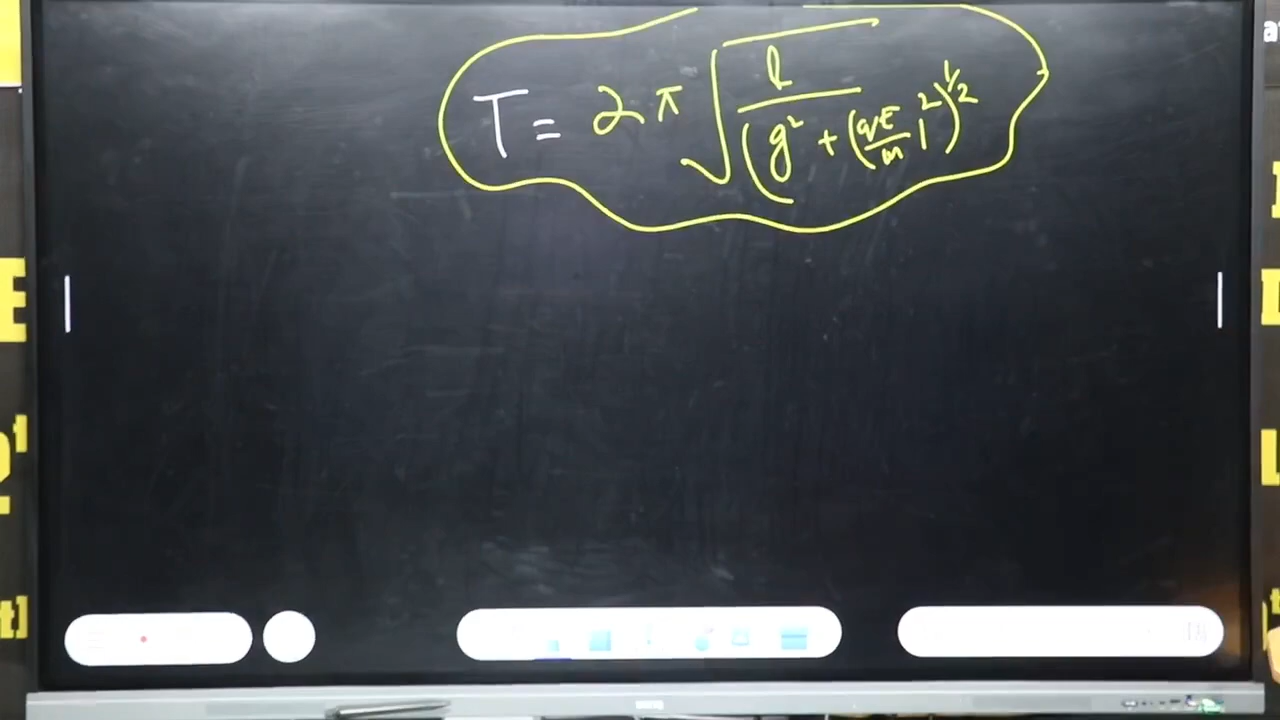 T = 2π √(l / (g² + (qE/m)²)^1/2)